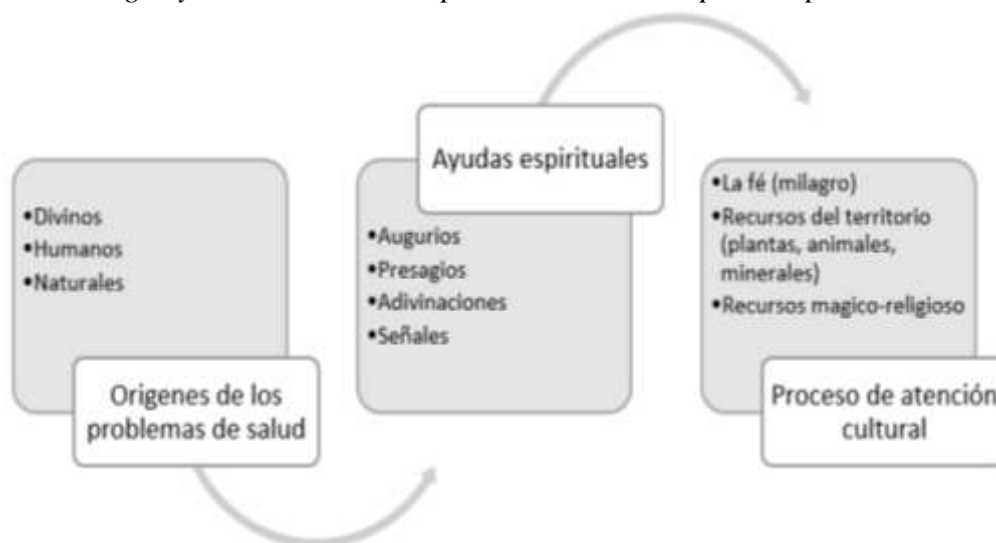 •Divinos
•Humanos
•Naturales
Origenes de los
problemas de salud
Ayudas espirituales
•Augurios
•Presagios
•Adivinaciones
•Señales
•La fé (milagro)
•Recursos del territorio
(plantas, animales,
minerales)
•Recursos magico-religioso
Proceso de atención
cultural